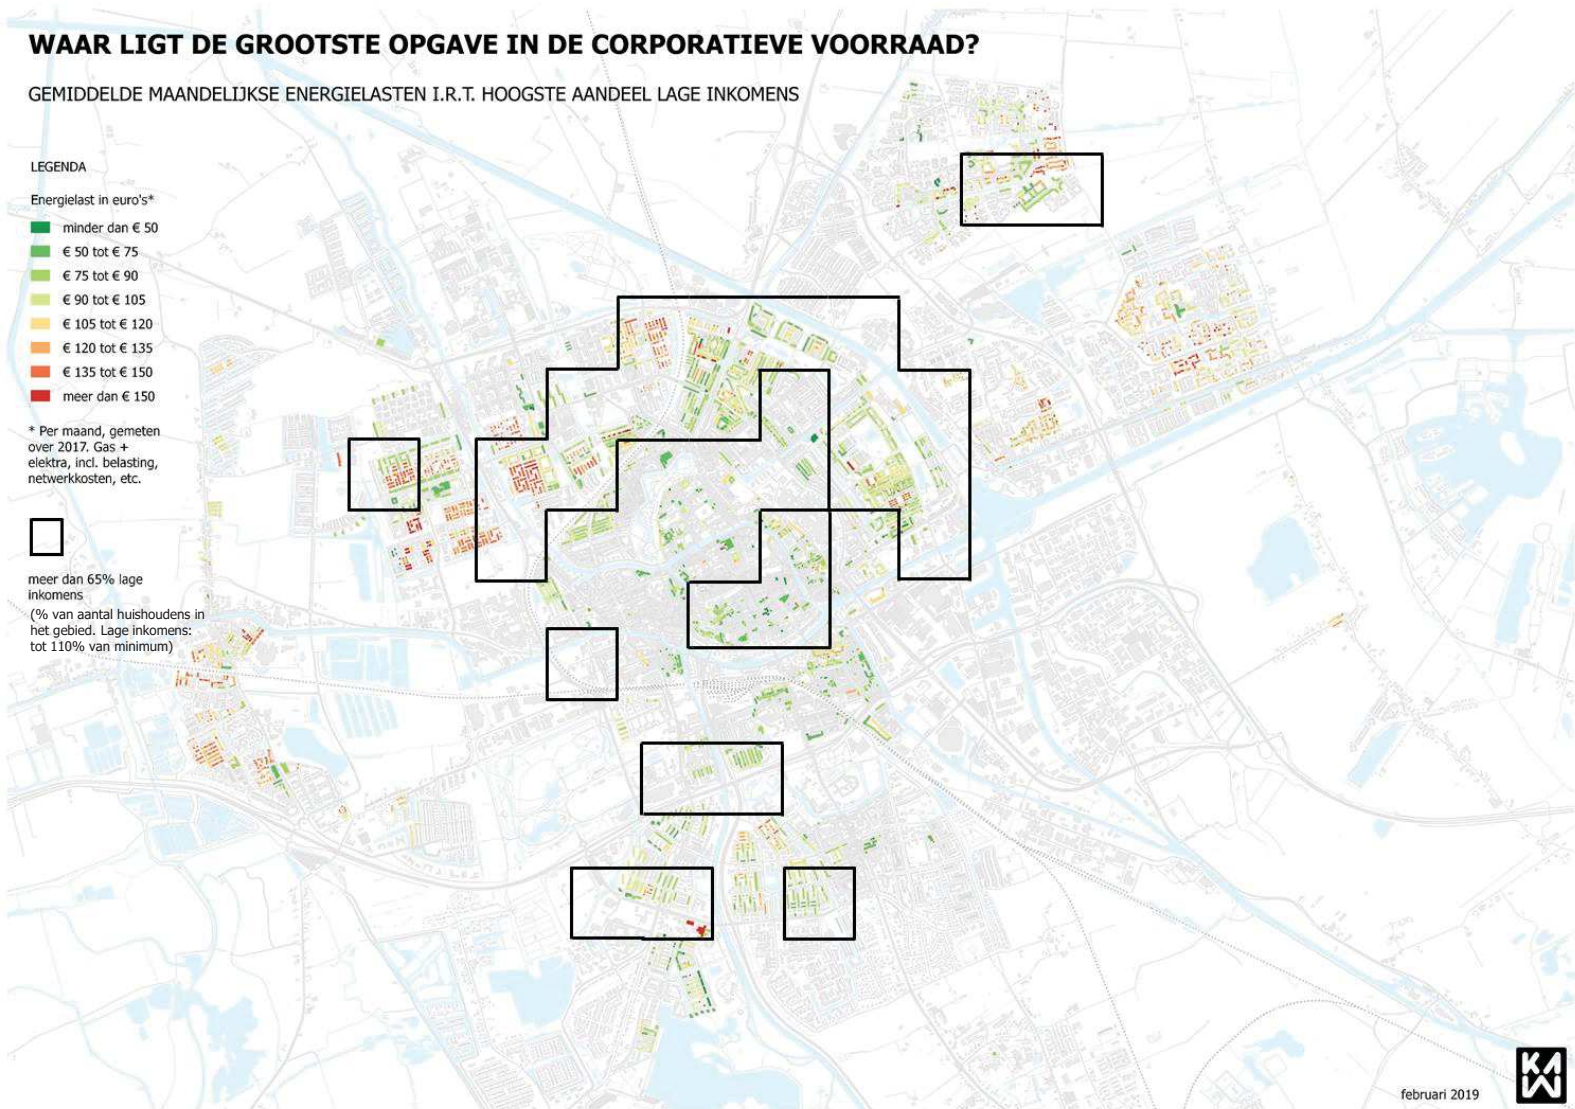 WAAR LIGT DE GROOTSTE OPGAVE IN DE CORPORATIEVE VOORRAAD?
GEMIDDELDE MAANDELIJKSE ENERGIELASTEN I.R.T. HOOGSTE AANDEEL LAGE INKOMENS
LEGENDA
Energielast in euro's*
minder dan € 50
€ 50 tot € 75
€ 75 tot € 90
€ 90 tot € 105
€ 105 tot € 120
€ 120 tot € 135
€ 135 tot € 150
meer dan € 150
* Per maand, gemeten
over 2017. Gas +
elektra, incl. belasting,
netwerkkosten, etc.
meer dan 65% lage
inkomens
(% van aantal huishoudens in
het gebied. Lage inkomens:
tot 110% van minimum)
februari 2019
KAW